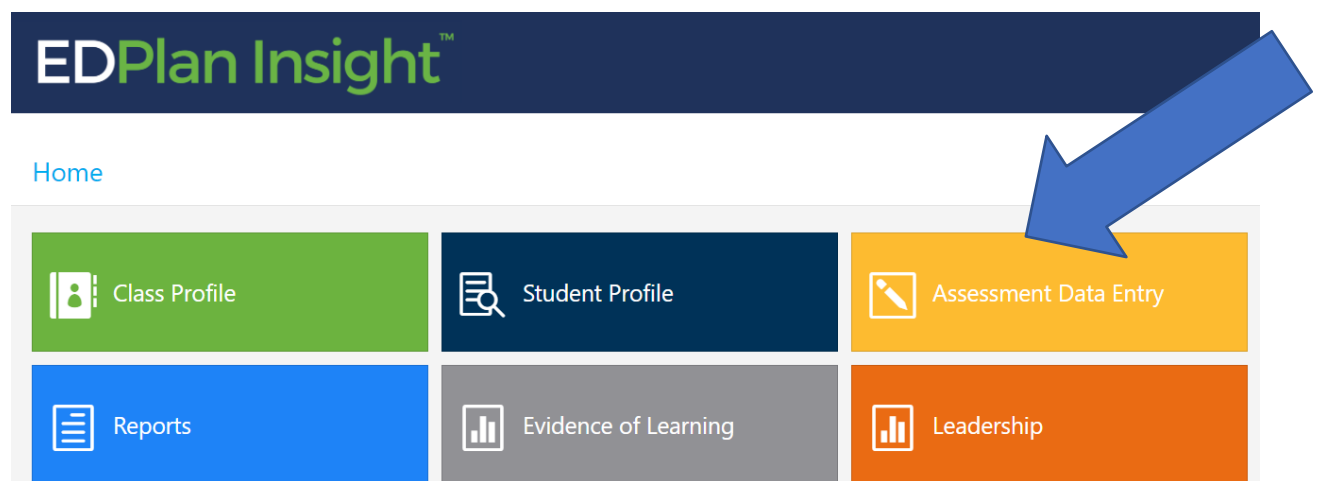 EDPlan Insight™
Home
Class Profile
Student Profile
Assessment Data Entry
Reports
Evidence of Learning
Leadership